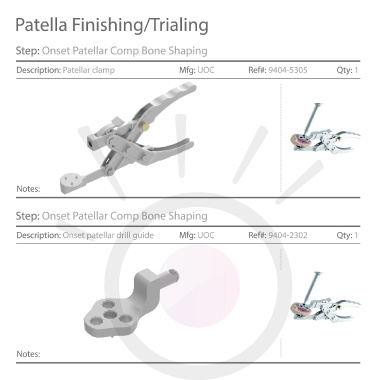 Patella Finishing/Trialing
Step: Onset Patellar Comp Bone Shaping
Description: Patellar clamp Mfg: UOC Ref#: 9404-5305 Qty: 1
Notes:
Step: Onset Patellar Comp Bone Shaping
Description: Onset patellar drill guide Mfg: UOC Ref#: 9404-2302 Qty: 1
Notes: